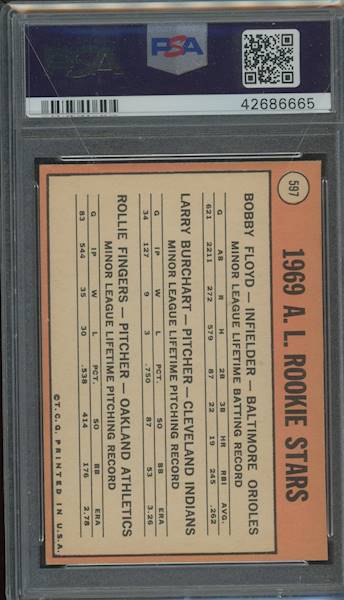 PSA
PSA
42686665
597
1969 A. L. ROOKIE STARS
BOBBY FLOYD — INFIELDER — BALTIMORE ORIOLES
MINOR LEAGUE LIFETIME BATTING RECORD
G AB R H 2B 3B HR RBI AVG.
621 2211 272 579 87 22 19 245 .262
LARRY BURCHART — PITCHER — CLEVELAND INDIANS
MINOR LEAGUE LIFETIME PITCHING RECORD
G IP W L PCT. SO BB ERA
34 127 9 3 .750 87 53 3.26
ROLLIE FINGERS — PITCHER — OAKLAND ATHLETICS
MINOR LEAGUE LIFETIME PITCHING RECORD
G IP W L PCT. SO BB ERA
83 544 35 30 .538 414 176 2.78
©T.C.G. PRINTED IN U.S.A.